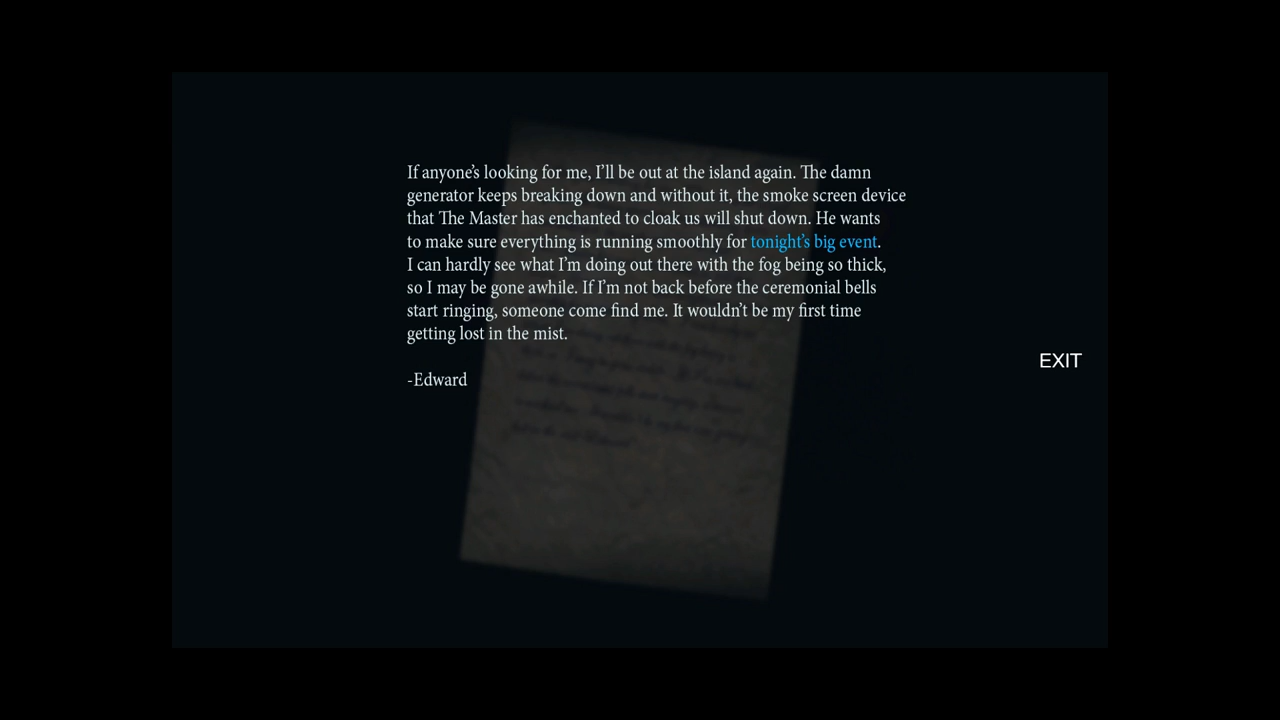 If anyone’s looking for me, I’ll be out at the island again. The damn
generator keeps breaking down and without it, the smoke screen device
that The Master has enchanted to cloak us will shut down. He wants
to make sure everything is running smoothly for tonight’s big event.
I can hardly see what I’m doing out there with the fog being so thick,
so I may be gone awhile. If I’m not back before the ceremonial bells
start ringing, someone come find me. It wouldn’t be my first time
getting lost in the mist.
-Edward
EXIT